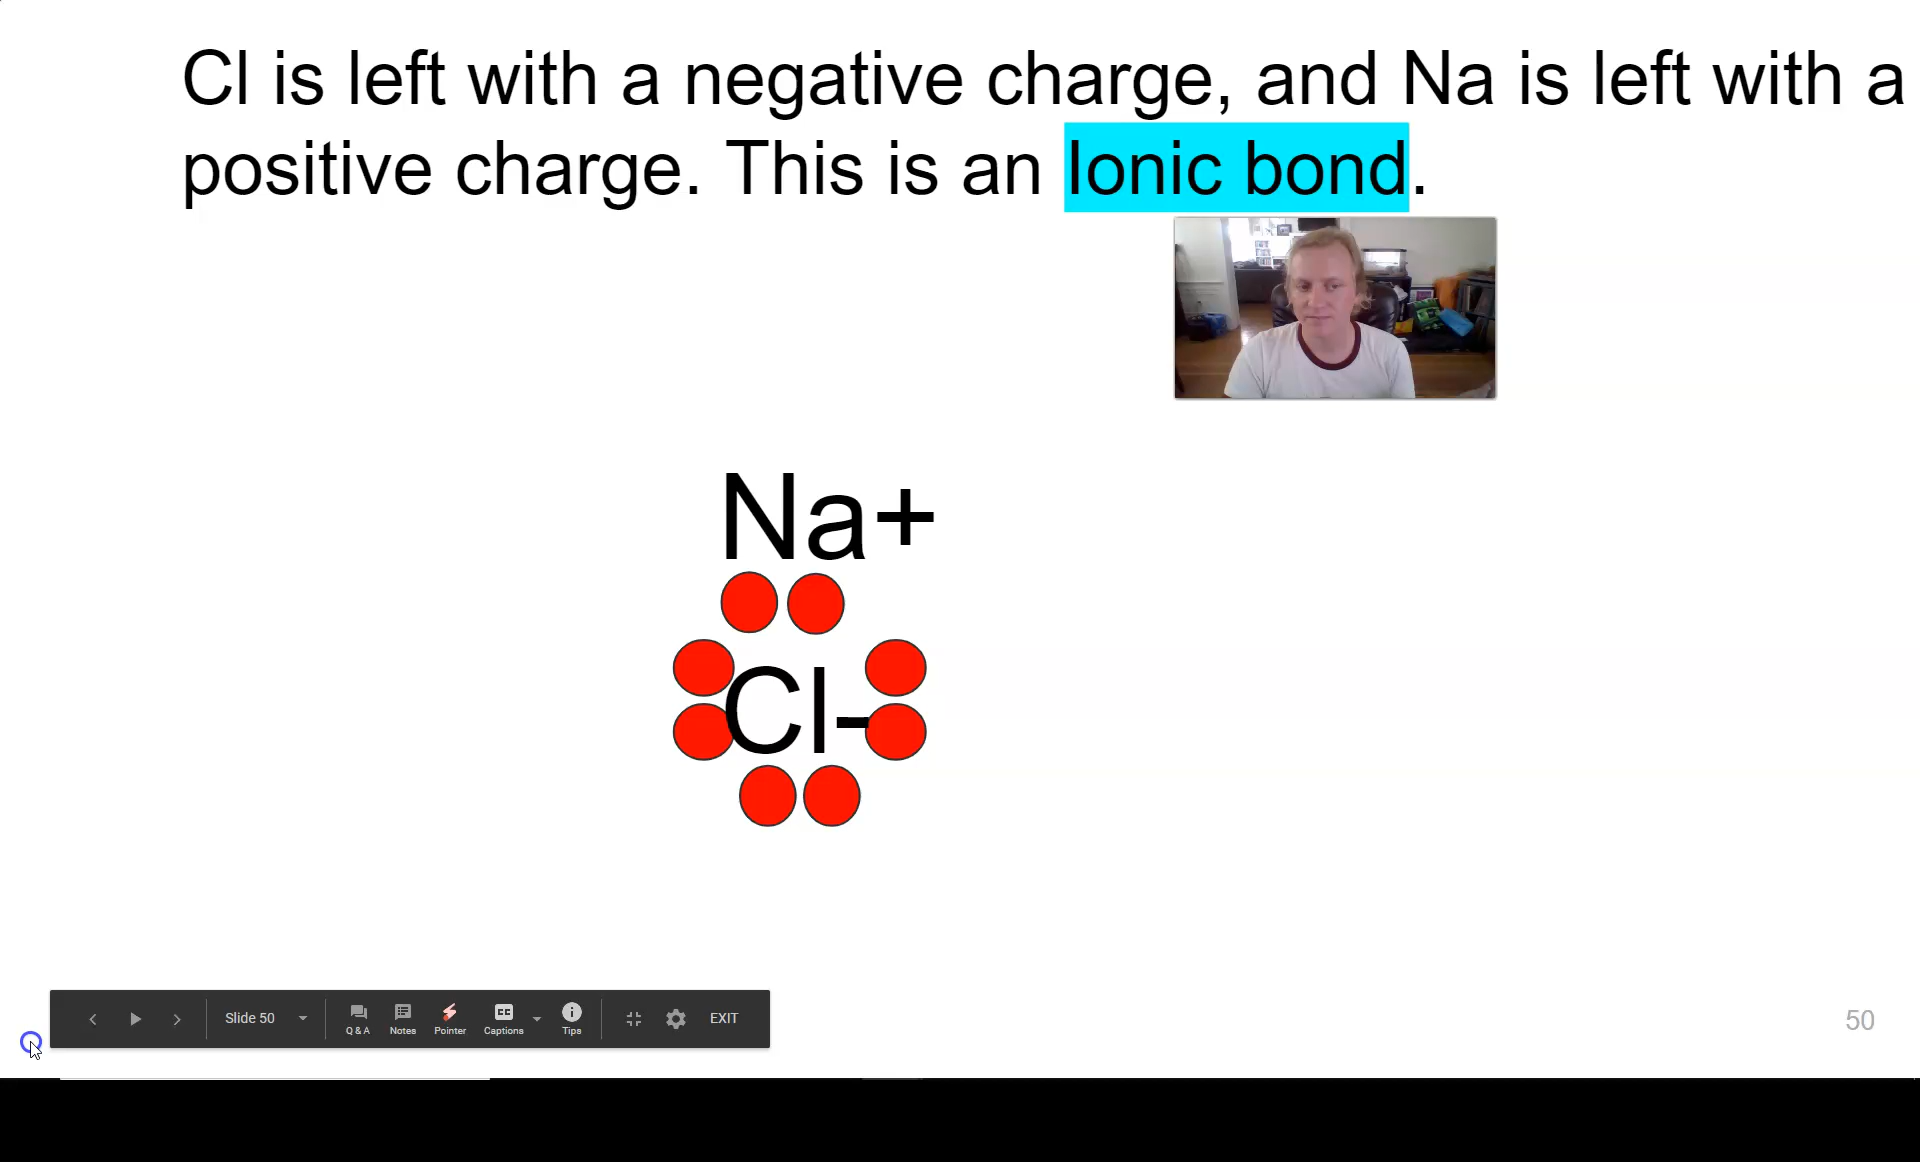 Cl is left with a negative charge, and Na is left with a
positive charge. This is an Ionic bond.
Na+
Cl-
Slide 50
Q & A
Notes
Pointer
CC
Captions
Tips
EXIT
50